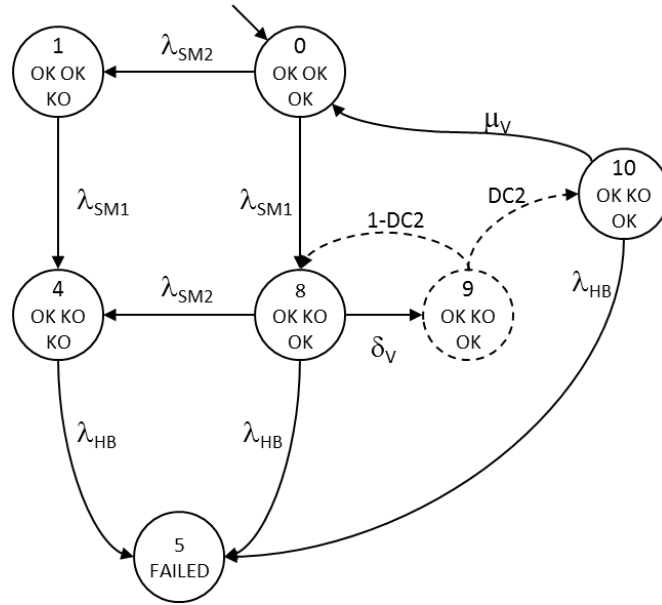 1
OK OK
KO
λSM2
0
OK OK
OK
μV
10
OK KO
OK
λSM1
λSM1
1-DC2
DC2
λHB
4
OK KO
KO
λSM2
8
OK KO
OK
δV
9
OK KO
OK
λHB
λHB
5
FAILED